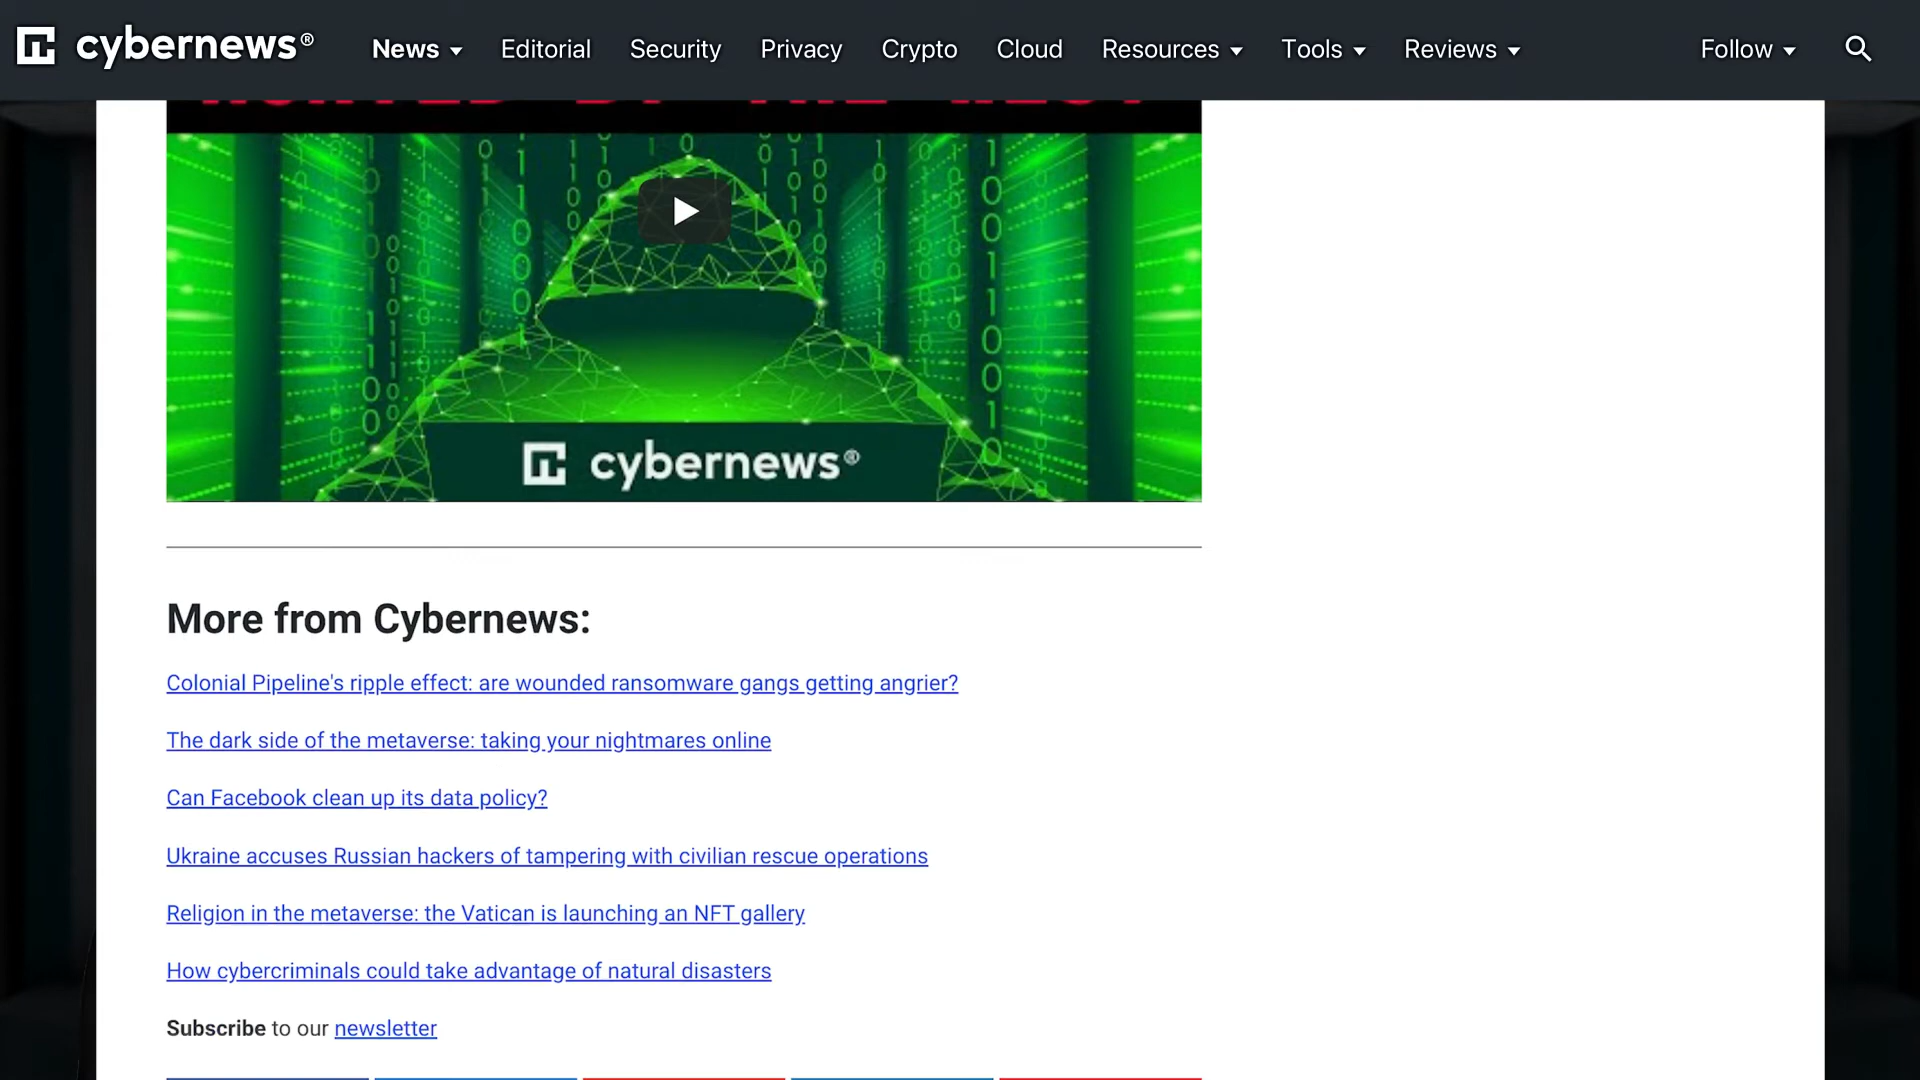 cybernews®
News Editorial Security Privacy Crypto Cloud Resources Tools Reviews Follow
cybernews®
More from Cybernews:
Colonial Pipeline's ripple effect: are wounded ransomware gangs getting angrier?
The dark side of the metaverse: taking your nightmares online
Can Facebook clean up its data policy?
Ukraine accuses Russian hackers of tampering with civilian rescue operations
Religion in the metaverse: the Vatican is launching an NFT gallery
How cybercriminals could take advantage of natural disasters
Subscribe to our newsletter